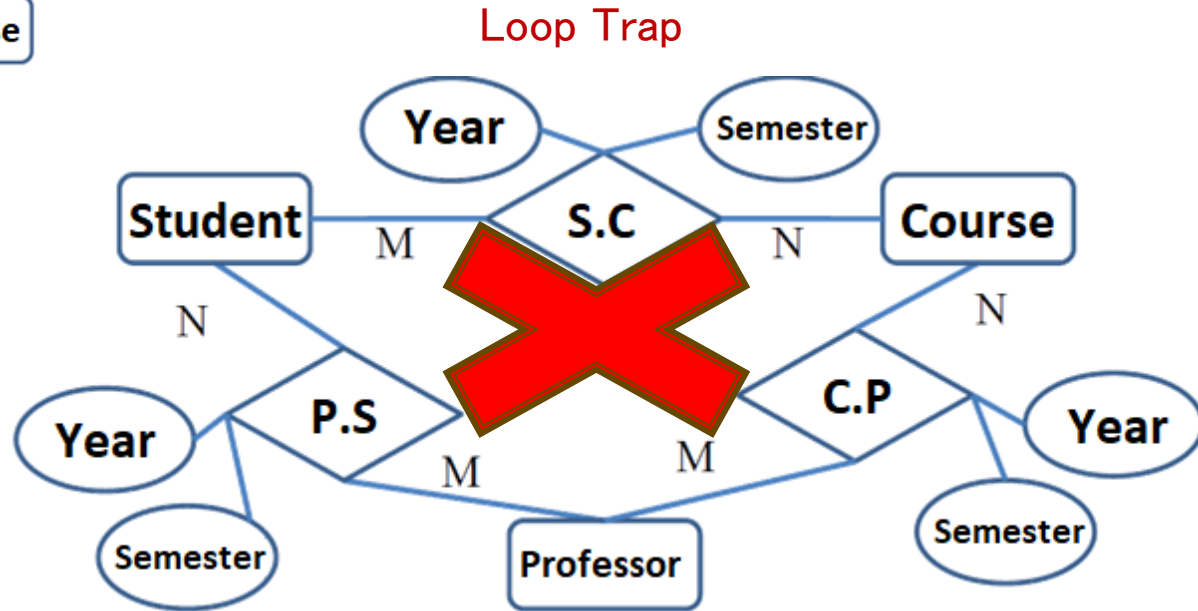 e
Loop Trap
Year
Semester
Student
M
S.C
N
Course
N
N
P.S
C.P
Year
M
M
Year
Semester
Professor
Semester